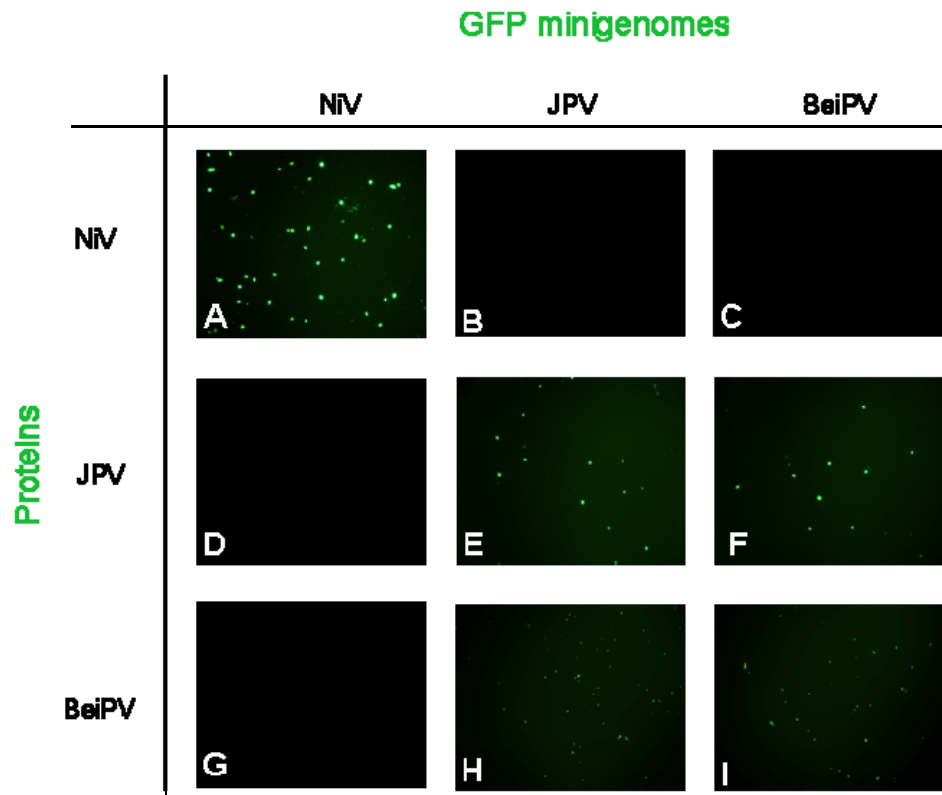 GFP minigenomes
NiV JPV BeiPV
NiV
A B C
Proteins
JPV
D E F
BeiPV
G H I